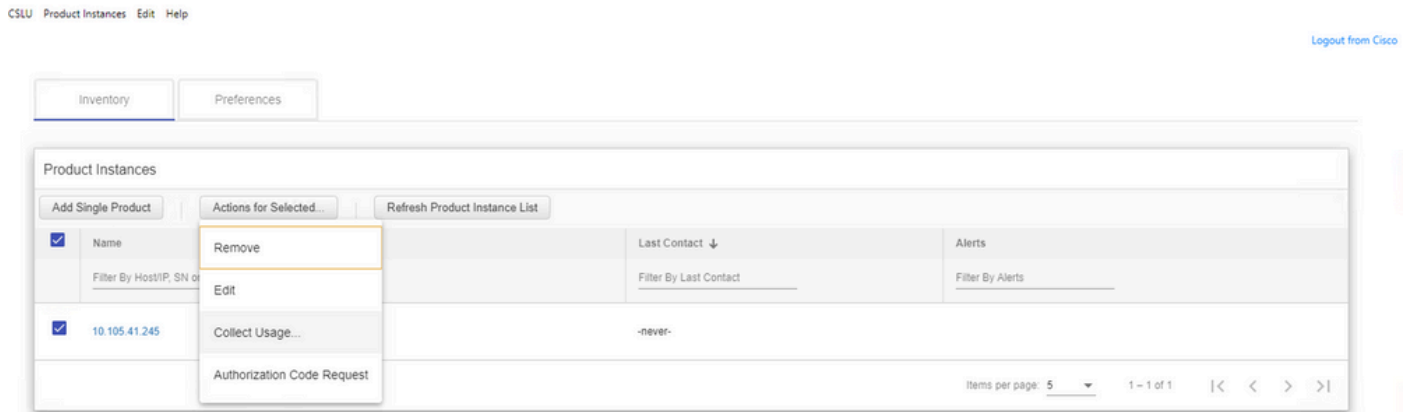 CSLU Product Instances Edit Help
Logout from Cisco
Inventory Preferences
Product Instances
Add Single Product Actions for Selected... Refresh Product Instance List
Name Last Contact Alerts
Remove
Filter By Host/IP, SN or Filter By Last Contact Filter By Alerts
Edit
10.105.41.245 -never-
Collect Usage...
Authorization Code Request
Items per page: 5 1 – 1 of 1